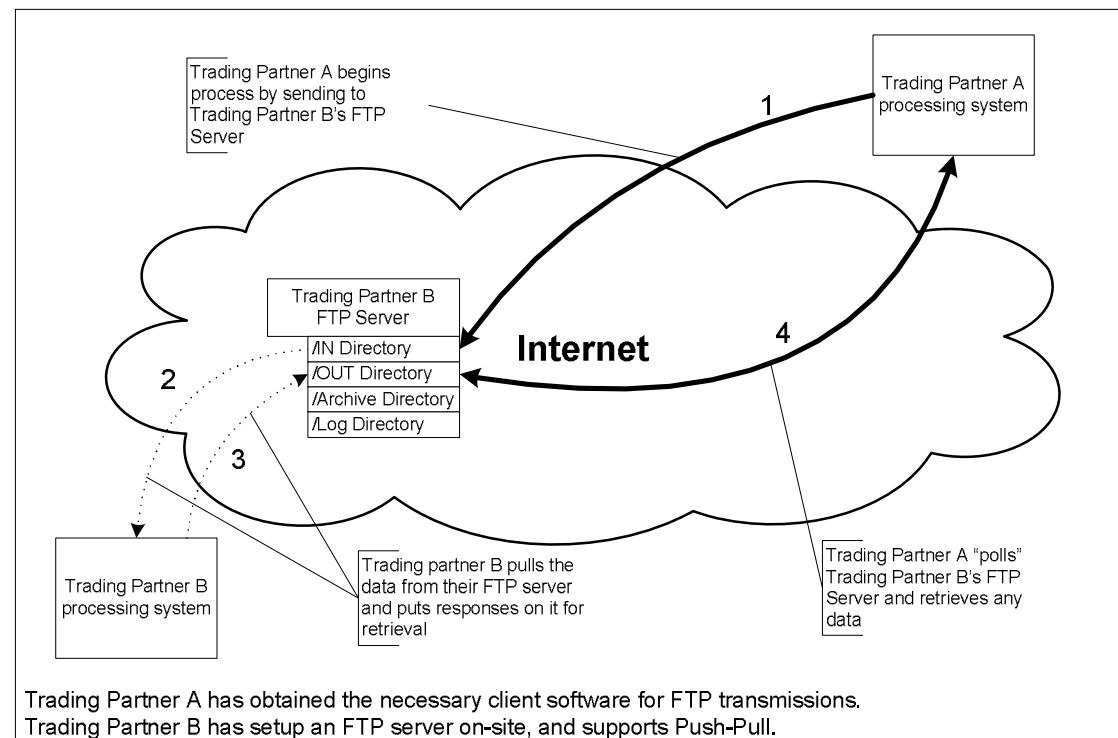 Trading Partner A begins
process by sending to
Trading Partner B's FTP
Server
1
Trading Partner A
processing system
Trading Partner B
FTP Server
/IN Directory
/OUT Directory
/Archive Directory
/Log Directory
Internet
4
2
3
Trading Partner B
processing system
Trading partner B pulls the
data from their FTP server
and puts responses on it for
retrieval
Trading Partner A “polls”
Trading Partner B's FTP
Server and retrieves any
data
Trading Partner A has obtained the necessary client software for FTP transmissions.
Trading Partner B has setup an FTP server on-site, and supports Push-Pull.